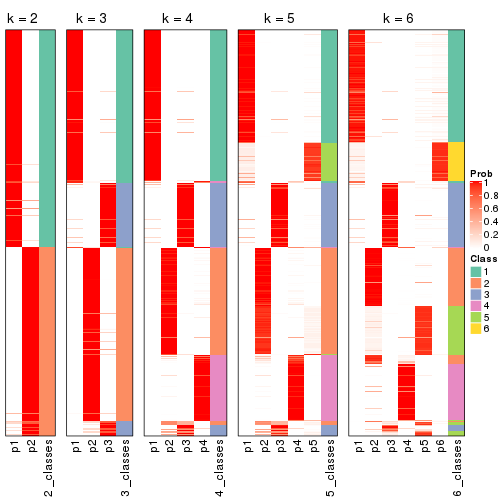 k = 2
k = 3
k = 4
k = 5
k = 6
p1
p2
2_classes
p1
p2
p3
3_classes
p1
p2
p3
p4
4_classes
p1
p2
p3
p4
p5
5_classes
p1
p2
p3
p4
p5
p6
6_classes
Prob
1
0.8
0.6
0.4
0.2
0
Class
1
2
3
4
5
6